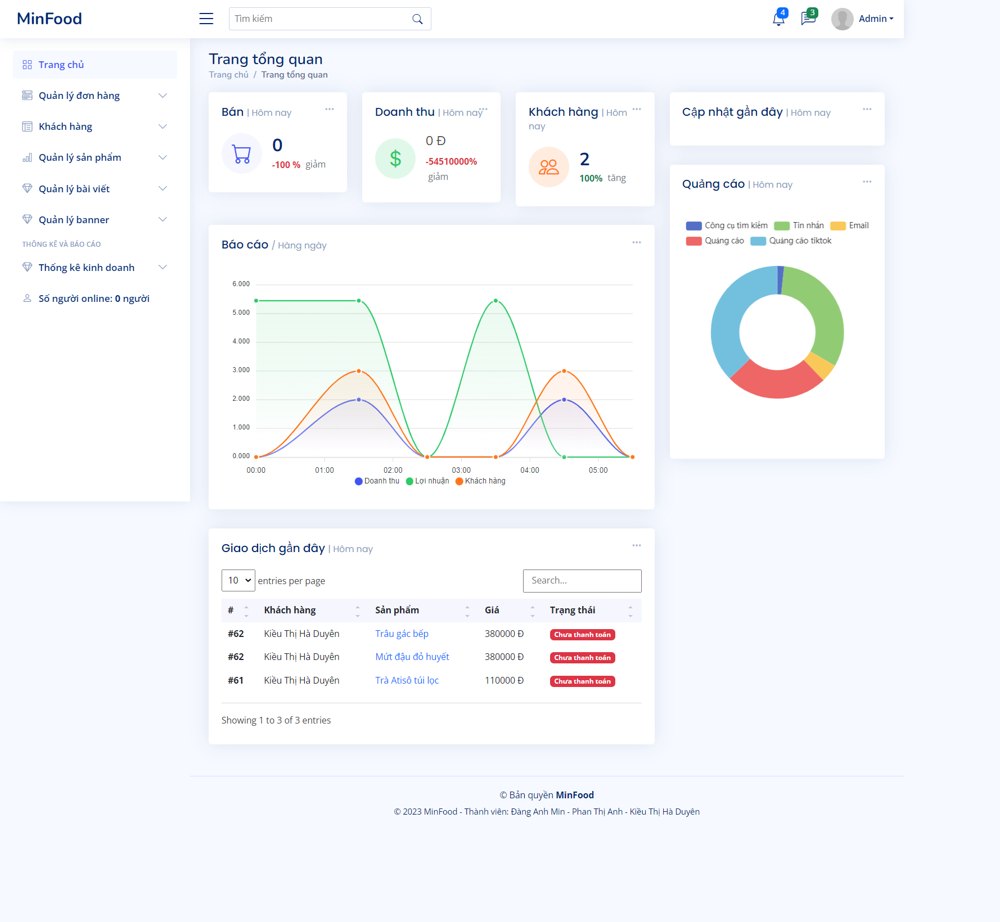 MinFood
Tìm kiếm
4
3
Admin
Trang chủ
Quản lý đơn hàng
Khách hàng
Quản lý sản phẩm
Quản lý bài viết
Quản lý banner
THỐNG KÊ VÀ BÁO CÁO
Thống kê kinh doanh
Số người online: 0 người
Trang tổng quan
Trang chủ / Trang tổng quan
Bán | Hôm nay
0
-100 % giảm
Doanh thu | Hôm nay
0 Đ
-54510000%
giảm
Khách hàng | Hôm
nay
2
100% tăng
Cập nhật gần đây | Hôm nay
Quảng cáo | Hôm nay
Công cụ tìm kiếm Tin nhắn Email
Quảng cáo Quảng cáo tiktok
Báo cáo / Hàng ngày
6.000
5.000
4.000
3.000
2.000
1.000
0.000
00:00 01:00 02:00 03:00 04:00 05:00
Doanh thu Lợi nhuận Khách hàng
Giao dịch gần đây | Hôm nay
10 entries per page
Search...
# Khách hàng Sản phẩm Giá Trạng thái
#62 Kiều Thị Hà Duyên Trâu gác bếp 380000 Đ Chưa thanh toán
#62 Kiều Thị Hà Duyên Mứt đậu đỏ huyết 380000 Đ Chưa thanh toán
#61 Kiều Thị Hà Duyên Trà Atisô túi lọc 110000 Đ Chưa thanh toán
Showing 1 to 3 of 3 entries
© Bản quyền MinFood
© 2023 MinFood - Thành viên: Đàng Anh Min - Phan Thị Anh - Kiều Thị Hà Duyên